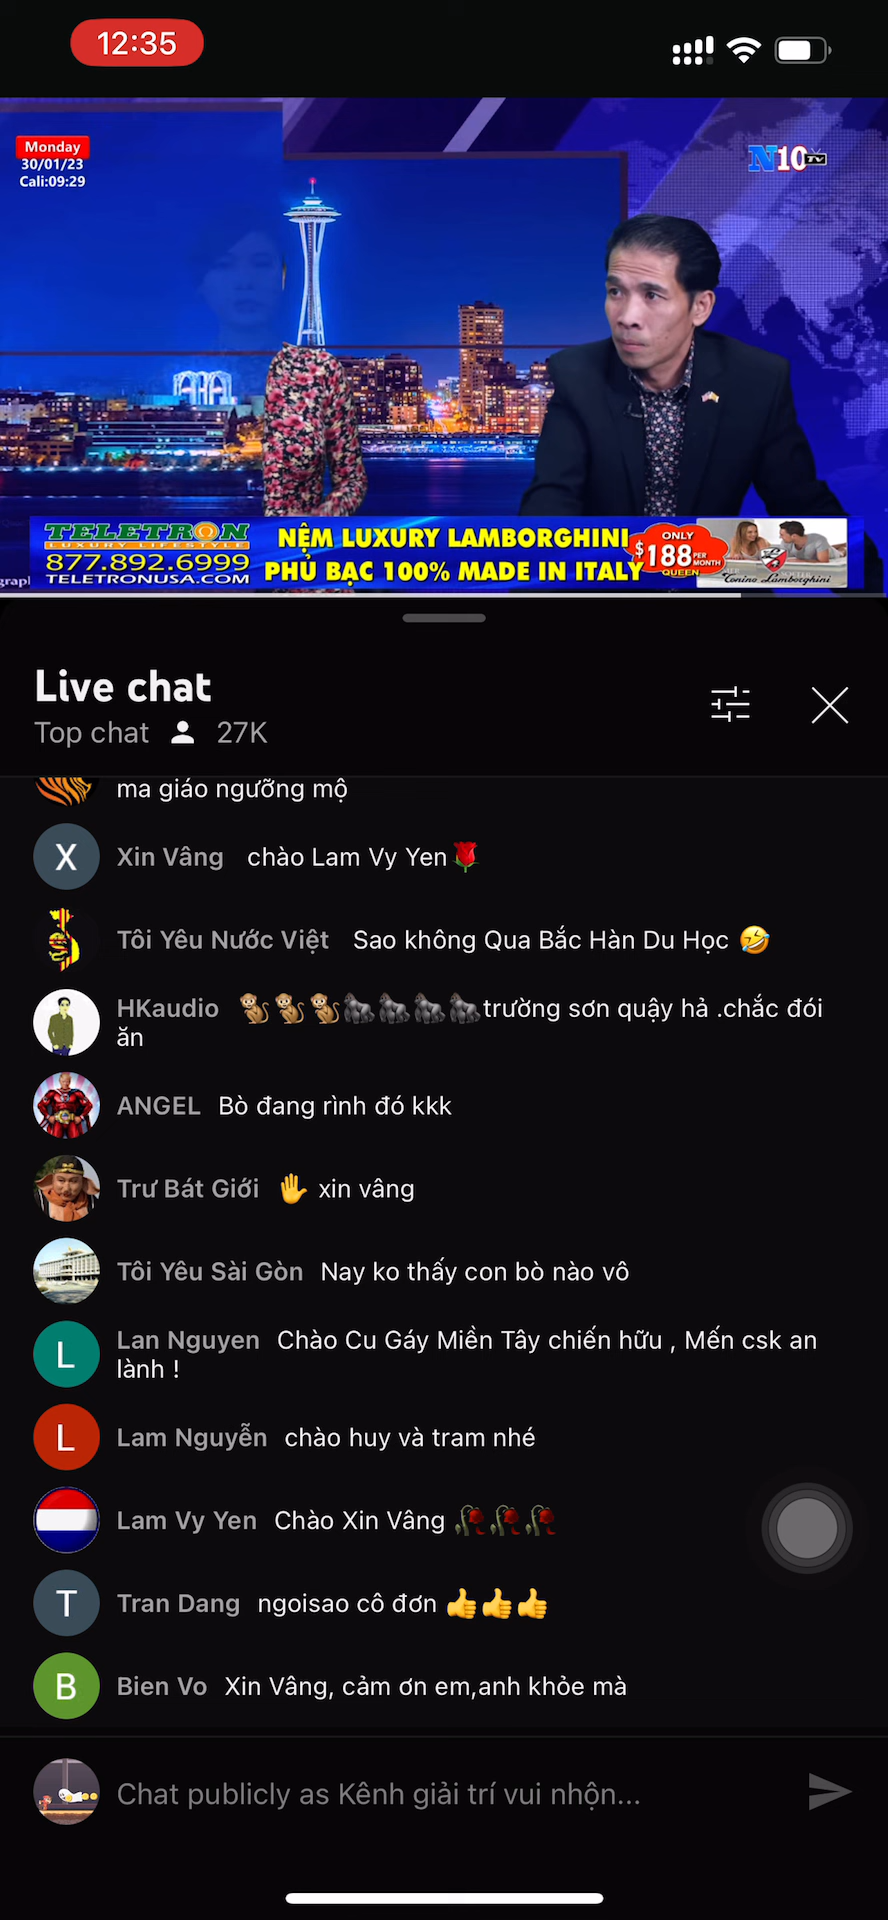 12:35
Monday
30/01/23
Cali:09:29
N10 TV
TELETRON
LUXURY LIFESTYLE
877.892.6999
TELETRONUSA.COM
NỆM LUXURY LAMBORGHINI
PHỦ BẠC 100% MADE IN ITALY
ONLY
$188 PER MONTH
QUEEN
Tonino Lamborghini
Live chat
Top chat 27K
ma giáo ngưỡng mộ
X
Xin Vâng chào Lam Vy Yen🌹
Tôi Yêu Nước Việt Sao không Qua Bắc Hàn Du Học 🤣
HKaudio 🐒🐒🐒🦍🦍🦍🦍trường sơn quậy hả .chắc đói
ăn
ANGEL Bò đang rình đó kkk
Trư Bát Giới 🤚 xin vâng
Tôi Yêu Sài Gòn Nay ko thấy con bò nào vô
L
Lan Nguyen Chào Cu Gáy Miền Tây chiến hữu , Mến csk an
lành !
L
Lam Nguyễn chào huy và tram nhé
Lam Vy Yen Chào Xin Vâng 🥀🥀🥀
T
Tran Dang ngoisao cô đơn 👍👍👍
B
Bien Vo Xin Vâng, cảm ơn em,anh khỏe mà
Chat publicly as Kênh giải trí vui nhộn...